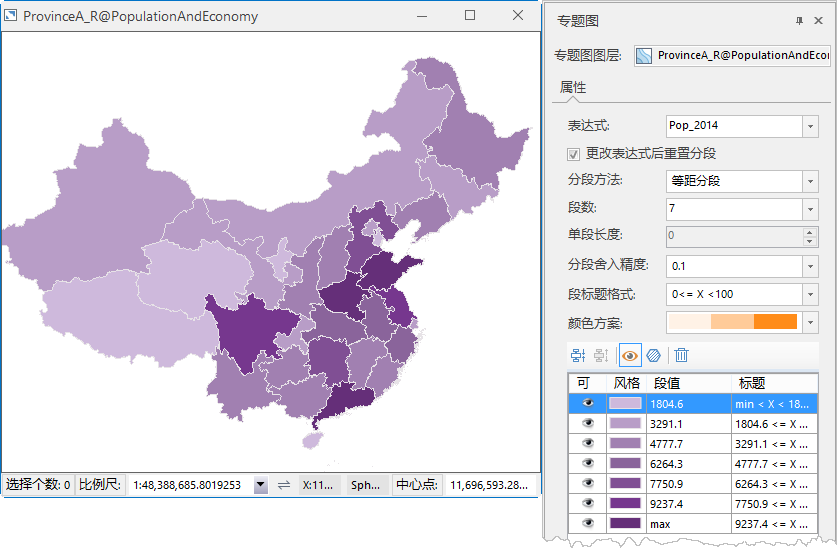 ProvinceA_R@PopulationAndEconomy
选择个数: 0 比例尺: 1:48,388,685.8019253 X:11... Sph... 中心点: 11,696,593.28...
专题图
专题图图层: ProvinceA_R@PopulationAndEcon
属性
表达式: Pop_2014
更改表达式后重置分段
分段方法: 等距分段
段数: 7
单段长度: 0
分段舍入精度: 0.1
段标题格式: 0<= X <100
颜色方案:
可 风格 段值 标题
1804.6 min < X < 18...
3291.1 1804.6 <= X ...
4777.7 3291.1 <= X ...
6264.3 4777.7 <= X ...
7750.9 6264.3 <= X ...
9237.4 7750.9 <= X ...
max 9237.4 <= X ...